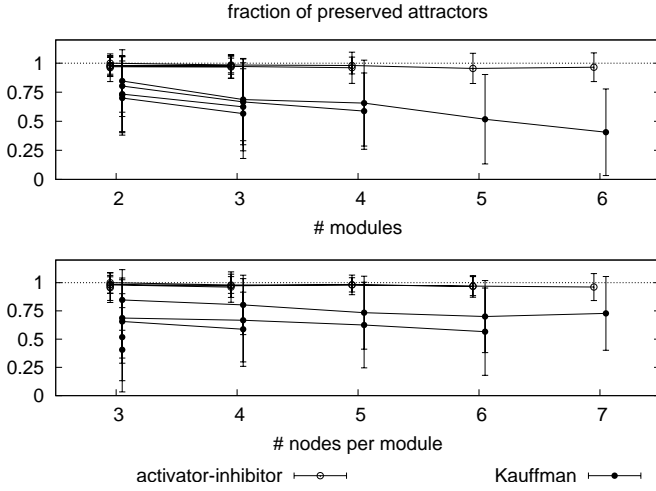 fraction of preserved attractors
1
0.75
0.5
0.25
0
2 3 4 5 6
# modules
1
0.75
0.5
0.25
0
3 4 5 6 7
# nodes per module
activator-inhibitor Kauffman